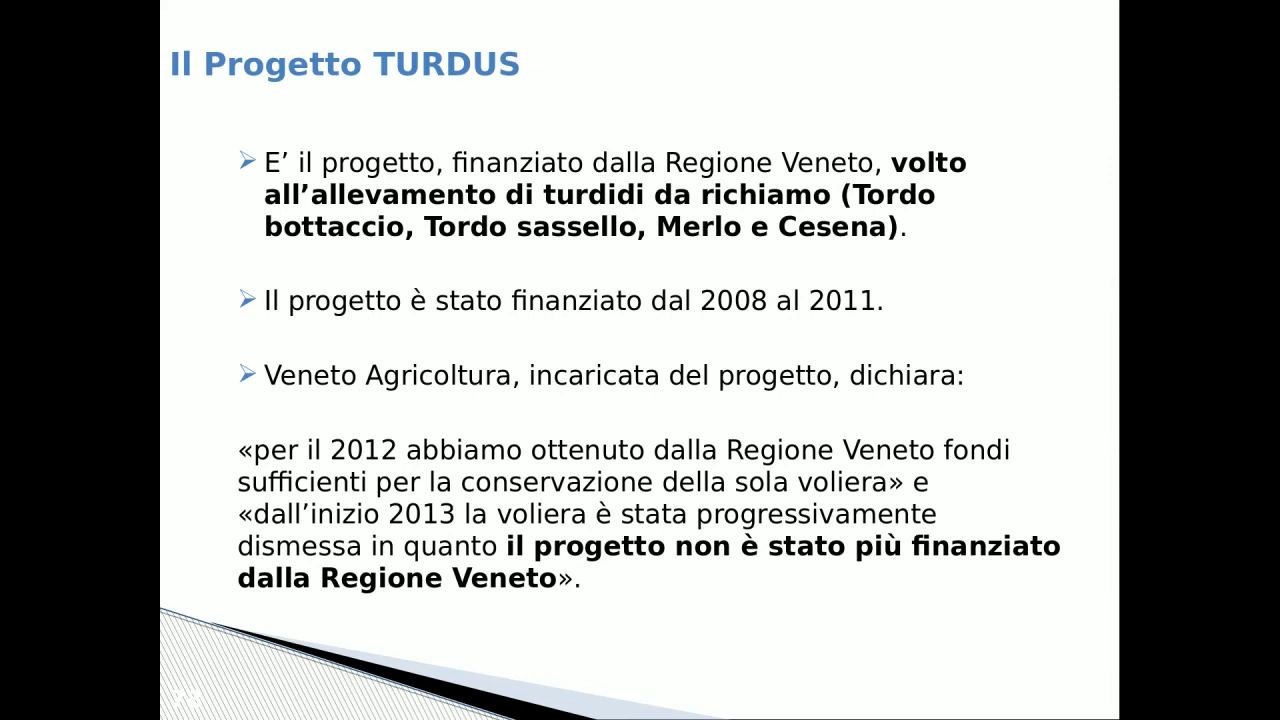 Il Progetto TURDUS
E’ il progetto, finanziato dalla Regione Veneto, volto
all’allevamento di turdidi da richiamo (Tordo
bottaccio, Tordo sassello, Merlo e Cesena).
Il progetto è stato finanziato dal 2008 al 2011.
Veneto Agricoltura, incaricata del progetto, dichiara:
«per il 2012 abbiamo ottenuto dalla Regione Veneto fondi
sufficienti per la conservazione della sola voliera» e
«dall’inizio 2013 la voliera è stata progressivamente
dismessa in quanto il progetto non è stato più finanziato
dalla Regione Veneto».